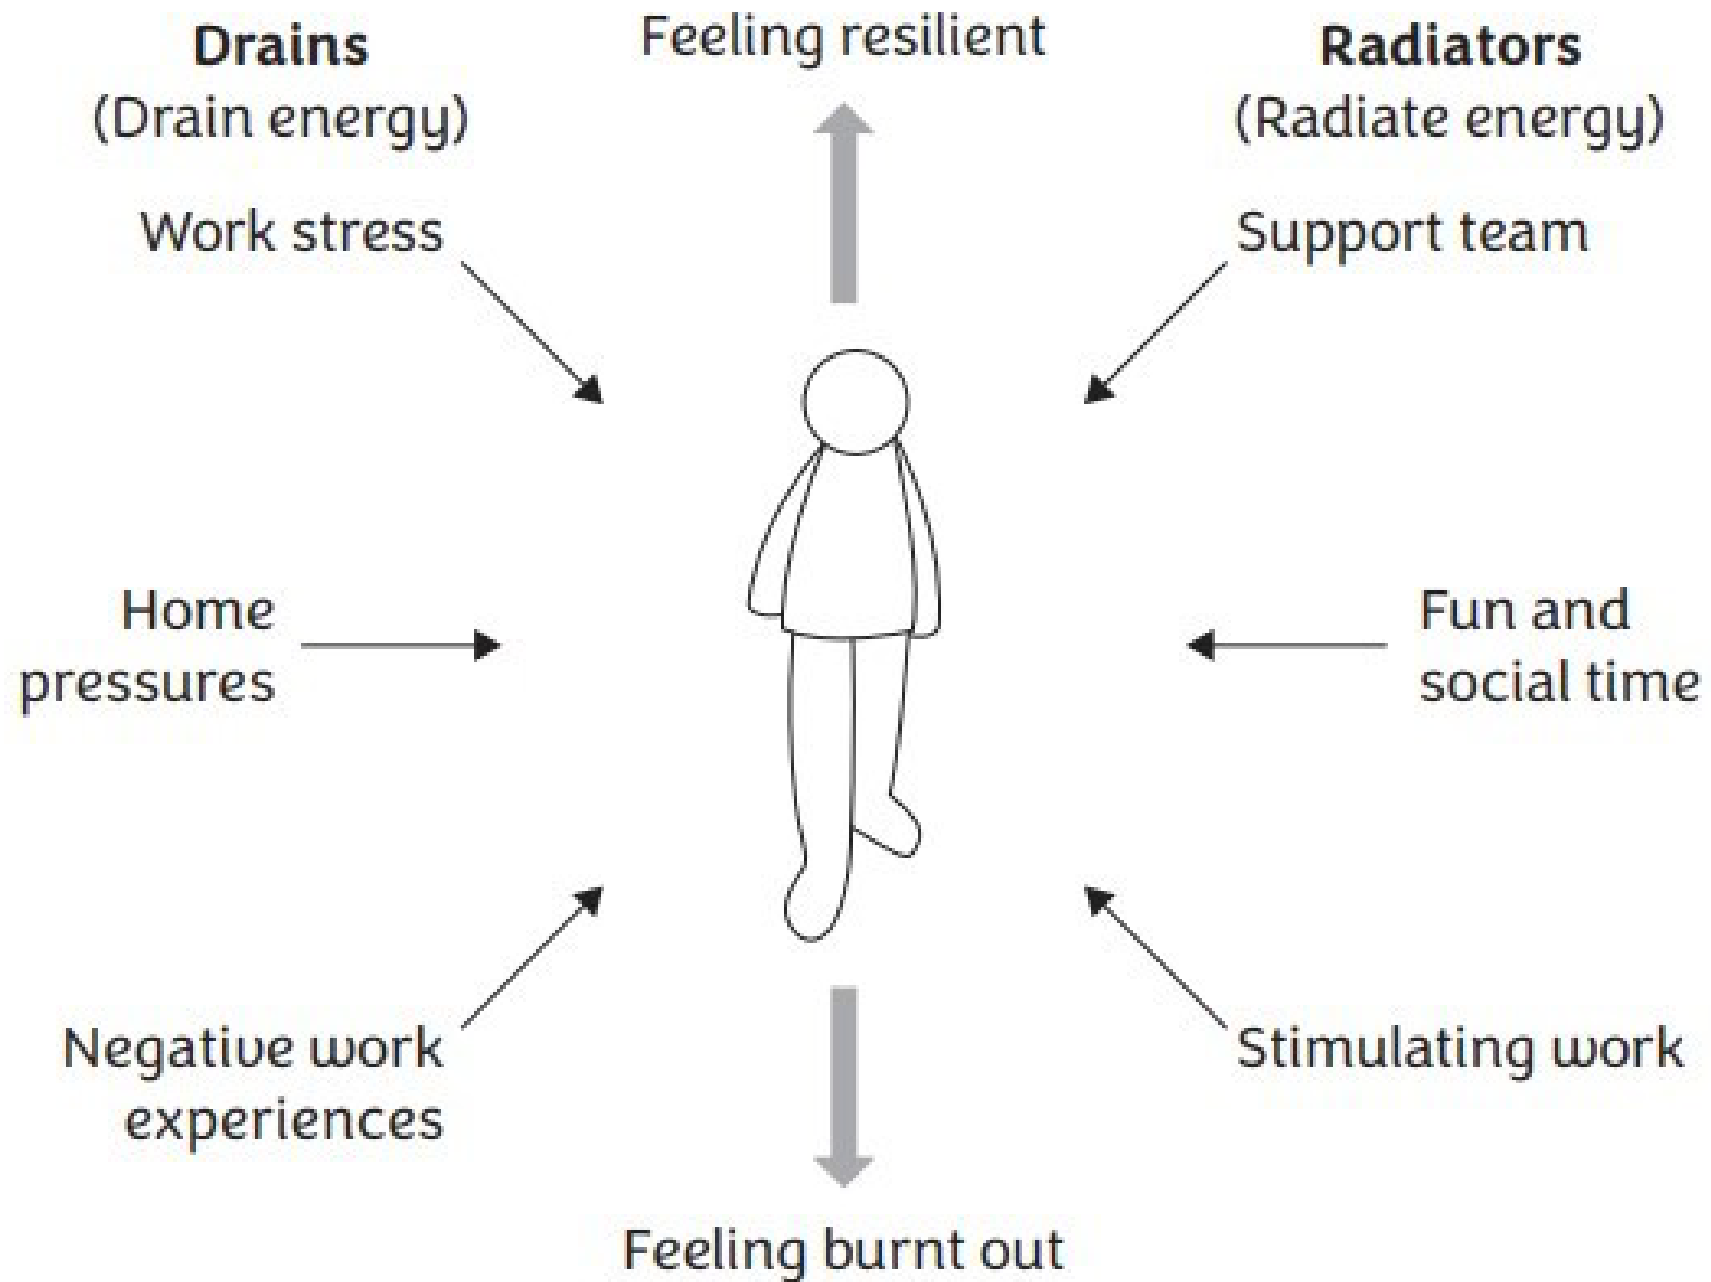 Drains
(Drain energy)
Feeling resilient
Radiators
(Radiate energy)
Work stress
Support team
Home
pressures
Fun and
social time
Negative work
experiences
Stimulating work
Feeling burnt out